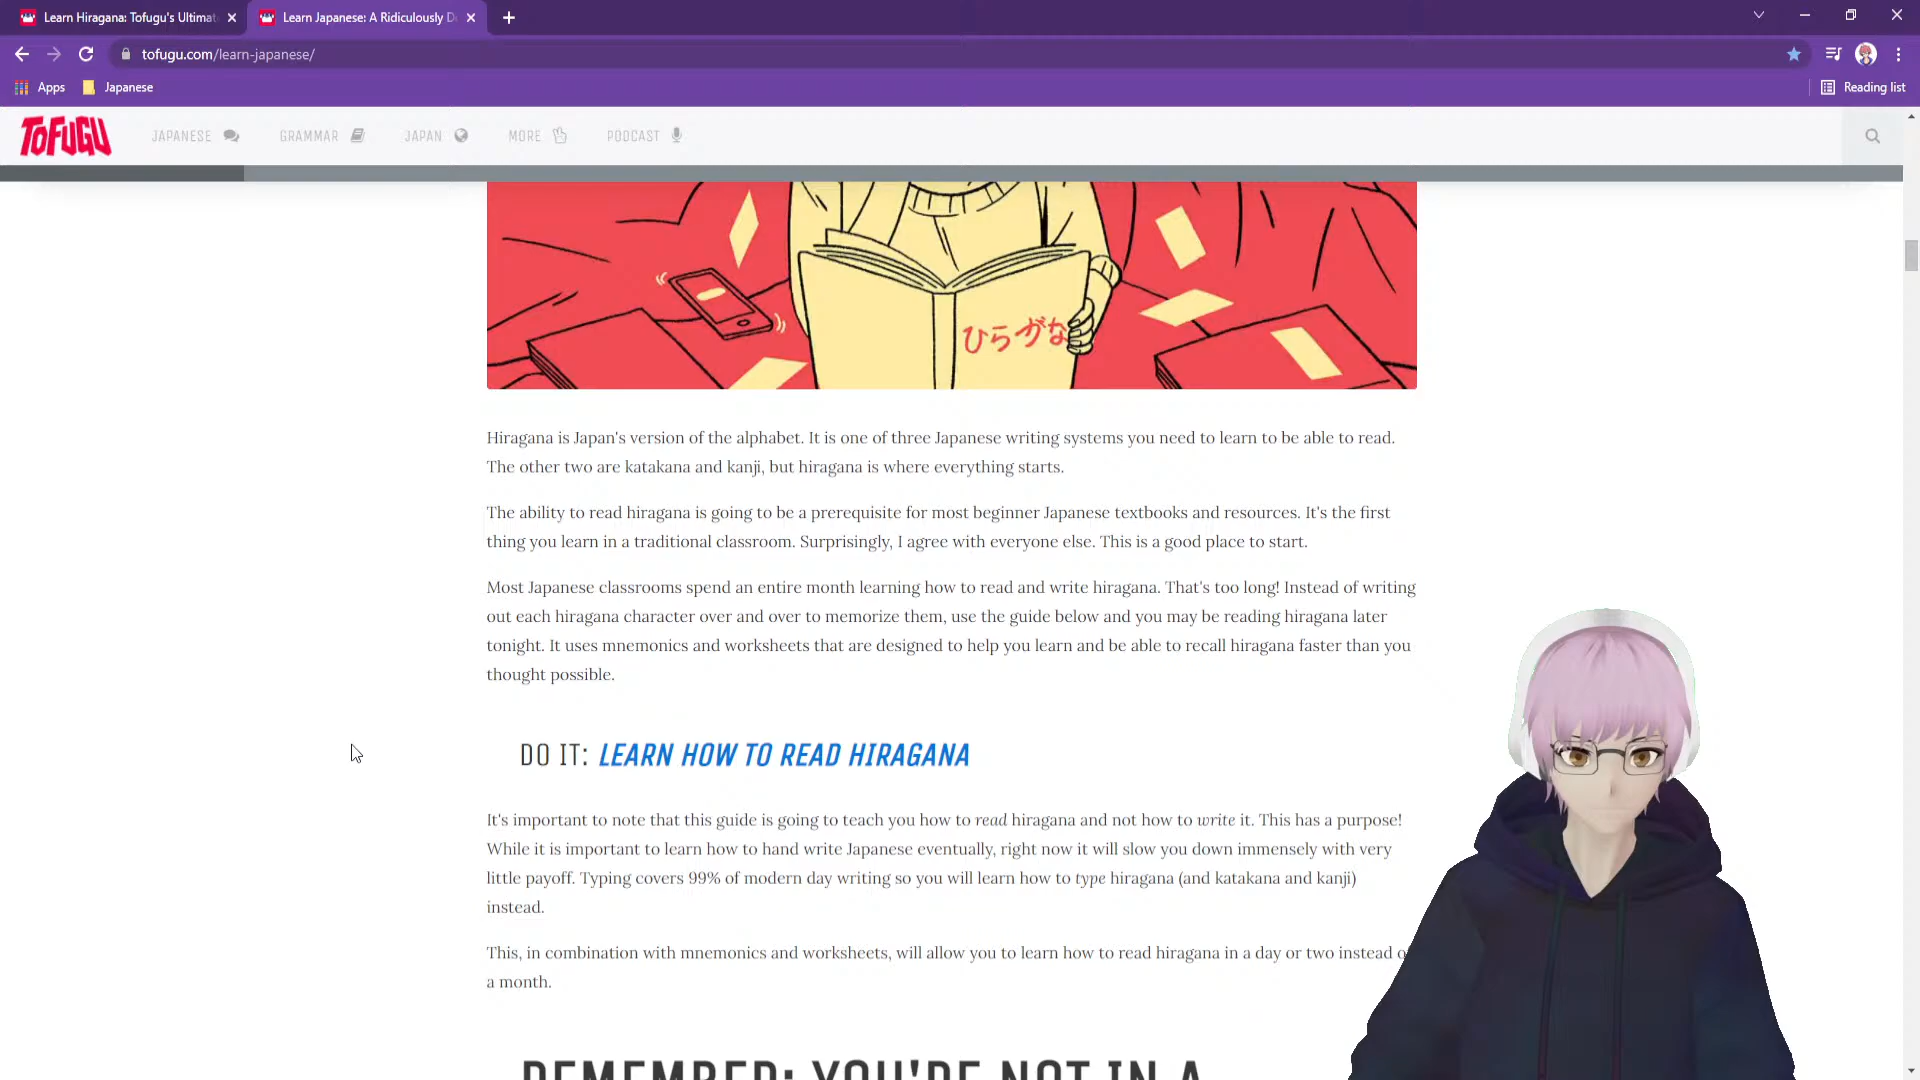 Learn Hiragana: Tofugu's Ultimat
Learn Japanese: A Ridiculously D
tofugu.com/learn-japanese/
Apps
Japanese
Reading list
TOFUGU
JAPANESE
GRAMMAR
JAPAN
MORE
PODCAST
ひらがな
Hiragana is Japan's version of the alphabet. It is one of three Japanese writing systems you need to learn to be able to read.
The other two are katakana and kanji, but hiragana is where everything starts.
The ability to read hiragana is going to be a prerequisite for most beginner Japanese textbooks and resources. It's the first
thing you learn in a traditional classroom. Surprisingly, I agree with everyone else. This is a good place to start.
Most Japanese classrooms spend an entire month learning how to read and write hiragana. That's too long! Instead of writing
out each hiragana character over and over to memorize them, use the guide below and you may be reading hiragana later
tonight. It uses mnemonics and worksheets that are designed to help you learn and be able to recall hiragana faster than you
thought possible.
DO IT: LEARN HOW TO READ HIRAGANA
It's important to note that this guide is going to teach you how to read hiragana and not how to write it. This has a purpose!
While it is important to learn how to hand write Japanese eventually, right now it will slow you down immensely with very
little payoff. Typing covers 99% of modern day writing so you will learn how to type hiragana (and katakana and kanji)
instead.
This, in combination with mnemonics and worksheets, will allow you to learn how to read hiragana in a day or two instead o
a month.
REMEMBER: YOU'RE NOT IN A